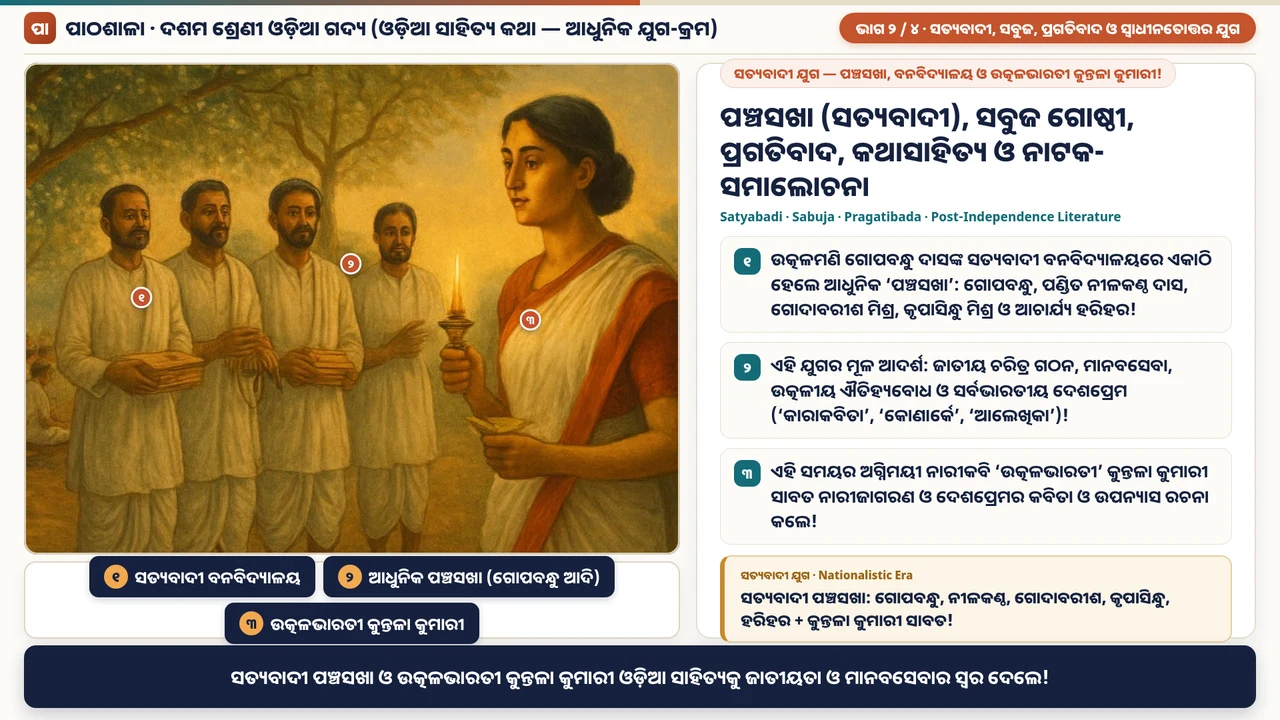 ପା ପାଠଶାଳା · ଦଶମ ଶ୍ରେଣୀ ଓଡ଼ିଆ ଗଦ୍ୟ (ଓଡ଼ିଆ ସାହିତ୍ୟ କଥା — ଆଧୁନିକ ଯୁଗ-କ୍ରମ)
ଭାଗ ୨ / ୪ · ସତ୍ୟବାଦୀ, ସବୁଜ, ପ୍ରଗତିବାଦ ଓ ସ୍ୱାଧୀନତୋତ୍ତର ଯୁଗ
୧
୨
୩
୧ ସତ୍ୟବାଦୀ ବନବିଦ୍ୟାଳୟ
୨ ଆଧୁନିକ ପଞ୍ଚସଖା (ଗୋପବନ୍ଧୁ ଆଦି)
୩ ଉତ୍କଳଭାରତୀ କୁନ୍ତଳା କୁମାରୀ
ସତ୍ୟବାଦୀ ଯୁଗ — ପଞ୍ଚସଖା, ବନବିଦ୍ୟାଳୟ ଓ ଉତ୍କଳଭାରତୀ କୁନ୍ତଳା କୁମାରୀ!
ପଞ୍ଚସଖା (ସତ୍ୟବାଦୀ), ସବୁଜ ଗୋଷ୍ଠୀ,
ପ୍ରଗତିବାଦ, କଥାସାହିତ୍ୟ ଓ ନାଟକ-
ସମାଲୋଚନା
Satyabadi · Sabuja · Pragatibada · Post-Independence Literature
୧ ଉତ୍କଳମଣି ଗୋପବନ୍ଧୁ ଦାସଙ୍କ ସତ୍ୟବାଦୀ ବନବିଦ୍ୟାଳୟରେ ଏକାଠି
ହେଲେ ଆଧୁନିକ ‘ପଞ୍ଚସଖା’: ଗୋପବନ୍ଧୁ, ପଣ୍ଡିତ ନୀଳକଣ୍ଠ ଦାସ,
ଗୋଦାବରୀଶ ମିଶ୍ର, କୃପାସିନ୍ଧୁ ମିଶ୍ର ଓ ଆଚାର୍ଯ୍ୟ ହରିହର!
୨ ଏହି ଯୁଗର ମୂଳ ଆଦର୍ଶ: ଜାତୀୟ ଚରିତ୍ର ଗଠନ, ମାନବସେବା,
ଉତ୍କଳୀୟ ଐତିହ୍ୟବୋଧ ଓ ସର୍ବଭାରତୀୟ ଦେଶପ୍ରେମ
(‘କାରାକବିତା’, ‘କୋଣାର୍କେ’, ‘ଆଲେଖିକା’)!
୩ ଏହି ସମୟର ଅଗ୍ନିମୟୀ ନାରୀକବି ‘ଉତ୍କଳଭାରତୀ’ କୁନ୍ତଳା କୁମାରୀ
ସାବତ ନାରୀଜାଗରଣ ଓ ଦେଶପ୍ରେମର କବିତା ଓ ଉପନ୍ୟାସ ରଚନା
କଲେ!
ସତ୍ୟବାଦୀ ଯୁଗ · Nationalistic Era
ସତ୍ୟବାଦୀ ପଞ୍ଚସଖା: ଗୋପବନ୍ଧୁ, ନୀଳକଣ୍ଠ, ଗୋଦାବରୀଶ, କୃପାସିନ୍ଧୁ,
ହରିହର + କୁନ୍ତଳା କୁମାରୀ ସାବତ!
ସତ୍ୟବାଦୀ ପଞ୍ଚସଖା ଓ ଉତ୍କଳଭାରତୀ କୁନ୍ତଳା କୁମାରୀ ଓଡ଼ିଆ ସାହିତ୍ୟକୁ ଜାତୀୟତା ଓ ମାନବସେବାର ସ୍ୱର ଦେଲେ!